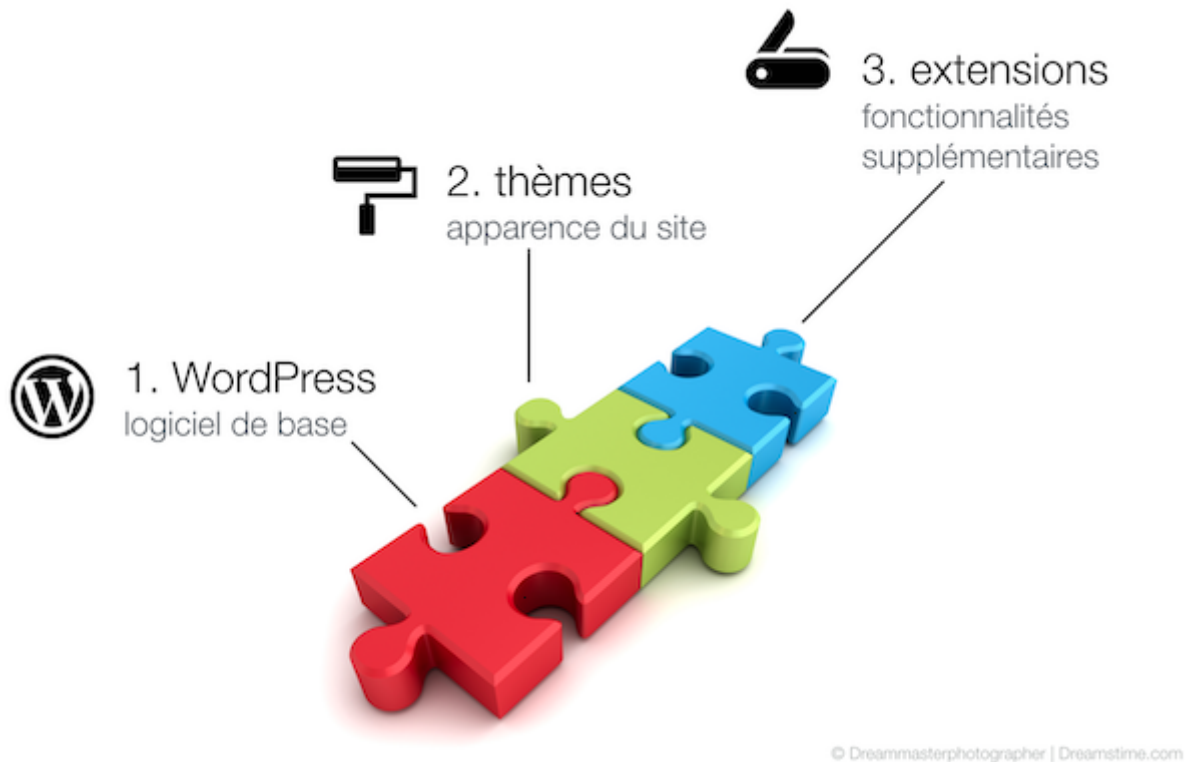 3. extensions
fonctionnalités
supplémentaires
2. thèmes
apparence du site
1. WordPress
logiciel de base
© Dreammasterphotographer | Dreamstime.com